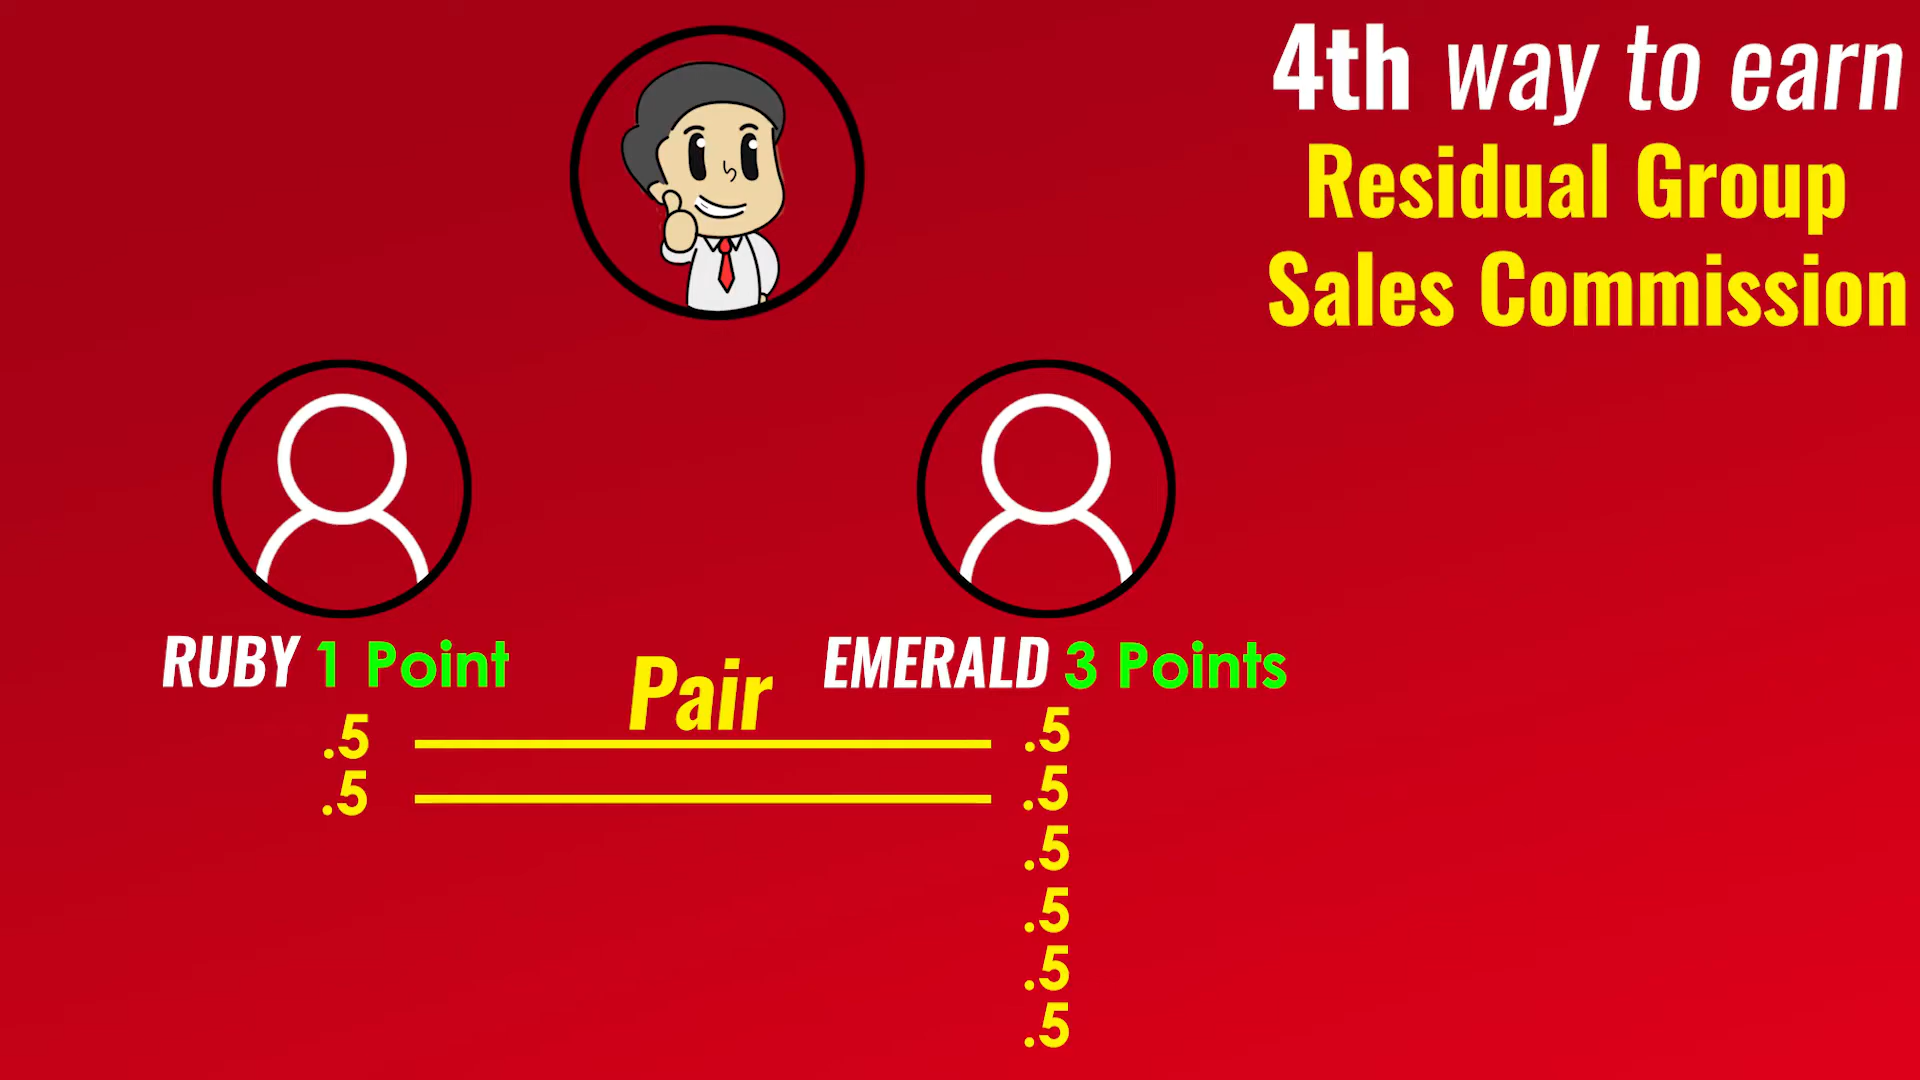 4th way to earn
Residual Group
Sales Commission
RUBY 1 Point
Pair
EMERALD 3 Points
.5
.5
.5
.5
.5
.5
.5
.5